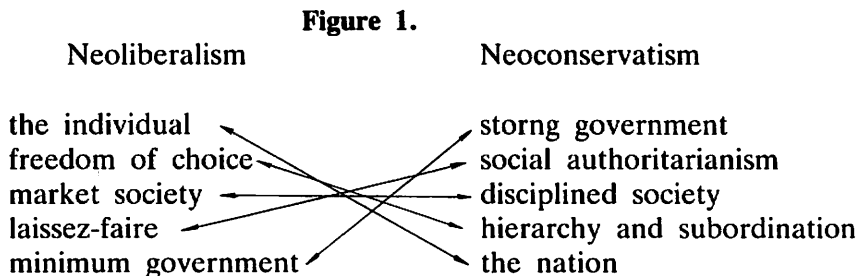 Figure 1.
Neoliberalism Neoconservatism
the individual storng government
freedom of choice social authoritarianism
market society disciplined society
laissez-faire hierarchy and subordination
minimum government the nation